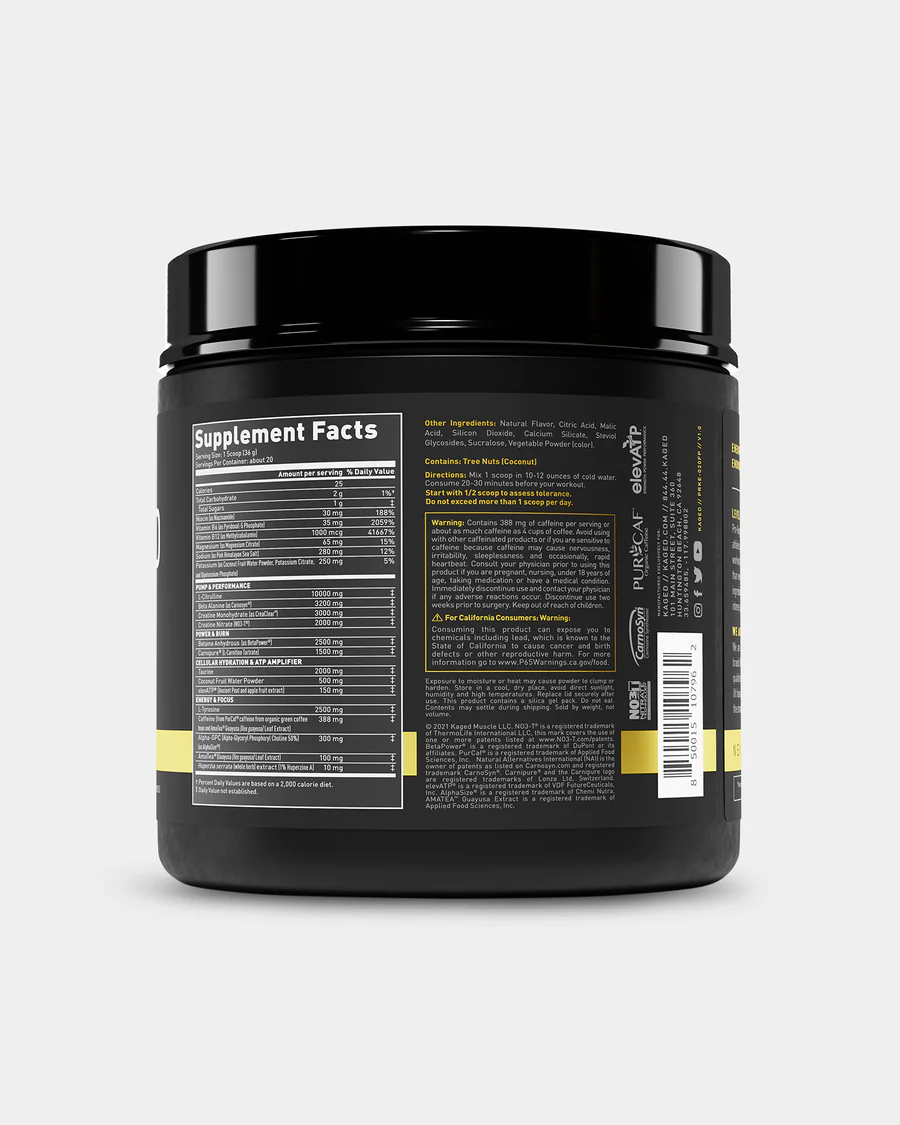 Supplement Facts
Serving Size: 1 Scoop (36 g)
Servings Per Container: about 20
Amount per serving % Daily Value
Calories 25
Total Carbohydrate 2 g 1%†
Total Sugars 1 g ‡
Niacin (as Niacinamide) 30 mg 188%
Vitamin B6 (as Pyridoxal-5-Phosphate) 35 mg 2059%
Vitamin B12 (as Methylcobalamin) 1000 mcg 41667%
Magnesium (as Magnesium Citrate) 65 mg 15%
Sodium (as Pink Himalayan Sea Salt) 280 mg 12%
Potassium (as Coconut Fruit Water Powder, Potassium Citrate, 250 mg 5%
and Dipotassium Phosphate)
PUMP & PERFORMANCE
L-Citrulline 10000 mg ‡
Beta Alanine (as Carnosyn®) 3200 mg ‡
Creatine Monohydrate (as CreaClear™) 3000 mg ‡
Creatine Nitrate (NO3-T®) 2000 mg ‡
POWER & BURN
Betaine Anhydrous (as BetaPower®) 2500 mg ‡
Carnipure® (L-Carnitine Tartrate) 1500 mg ‡
CELLULAR HYDRATION & ATP AMPLIFIER
Taurine 2000 mg ‡
Coconut Fruit Water Powder 500 mg ‡
elevATP® (Ancient Peat and apple fruit extract) 150 mg ‡
ENERGY & FOCUS
L-Tyrosine 2500 mg ‡
Caffeine (from PurCaf® caffeine from organic green coffee 388 mg ‡
bean and Amatea® Guayusa (Ilex guayusa) Leaf Extract)
Alpha-GPC (Alpha-Glyceryl Phosphoryl Choline 50%) 300 mg ‡
(as AlphaSize®)
Amatea® Guayusa (Ilex guayusa) Leaf Extract) 100 mg ‡
Huperzia serrata (whole herb) extract (1% Huperzine A) 10 mg ‡
† Percent Daily Values are based on a 2,000 calorie diet.
‡ Daily Value not established.
Other Ingredients: Natural Flavor, Citric Acid, Malic
Acid, Silicon Dioxide, Calcium Silicate, Steviol
Glycosides, Sucralose, Vegetable Powder (color).
Contains: Tree Nuts (Coconut)
Directions: Mix 1 scoop in 10-12 ounces of cold water.
Consume 20-30 minutes before your workout.
Start with 1/2 scoop to assess tolerance.
Do not exceed more than 1 scoop per day.
Warning: Contains 388 mg of caffeine per serving or
about as much caffeine as 4 cups of coffee. Avoid using
with other caffeinated products or if you are sensitive to
caffeine because caffeine may cause nervousness,
irritability, sleeplessness and occasionally, rapid
heartbeat. Consult your physician prior to using this
product if you are pregnant, nursing, under 18 years of
age, taking medication or have a medical condition.
Immediately discontinue use and contact your physician
if any adverse reactions occur. Discontinue use two
weeks prior to surgery. Keep out of reach of children.
For California Consumers: Warning:
Consuming this product can expose you to
chemicals including lead, which is known to the
State of California to cause cancer and birth
defects or other reproductive harm. For more
information go to www.P65Warnings.ca.gov/food.
Exposure to moisture or heat may cause powder to clump or
harden. Store in a cool, dry place, avoid direct sunlight,
humidity and high temperatures. Replace lid securely after
use. This product contains a silica gel pack. Do not eat.
Contents may settle during shipping. Sold by weight, not
volume.
© 2021 Kaged Muscle LLC. NO3-T® is a registered trademark
of ThermoLife International LLC, this mark covers the use of
one or more patents listed at www.NO3-T.com/patents.
BetaPower® is a registered trademark of DuPont or its
affiliates. PurCaf® is a registered trademark of Applied Food
Sciences, Inc. Natural Alternatives International (NAI) is the
owner of patents as listed on Carnosyn.com and registered
trademark CarnoSyn®. Carnipure® and the Carnipure logo
are registered trademarks of Lonza Ltd, Switzerland.
elevATP® is a registered trademark of VDF FutureCeuticals,
Inc. AlphaSize® is a registered trademark of Chemi Nutra.
AMATEA™ Guayusa Extract is a registered trademark of
Applied Food Sciences, Inc.
elevATP
STRENGTH. POWER. PERFORMANCE.
PURCAF
Organic Caffeine
CarnoSyn
NO3-T
NITRATE
KAGED // KAGED.COM // 844.44.KAGED
101 MAIN STREET, SUITE 360
HUNTINGTON BEACH, CA 92648
KAGED // PRKE-020FP // V1.0
8 50015 10796 2